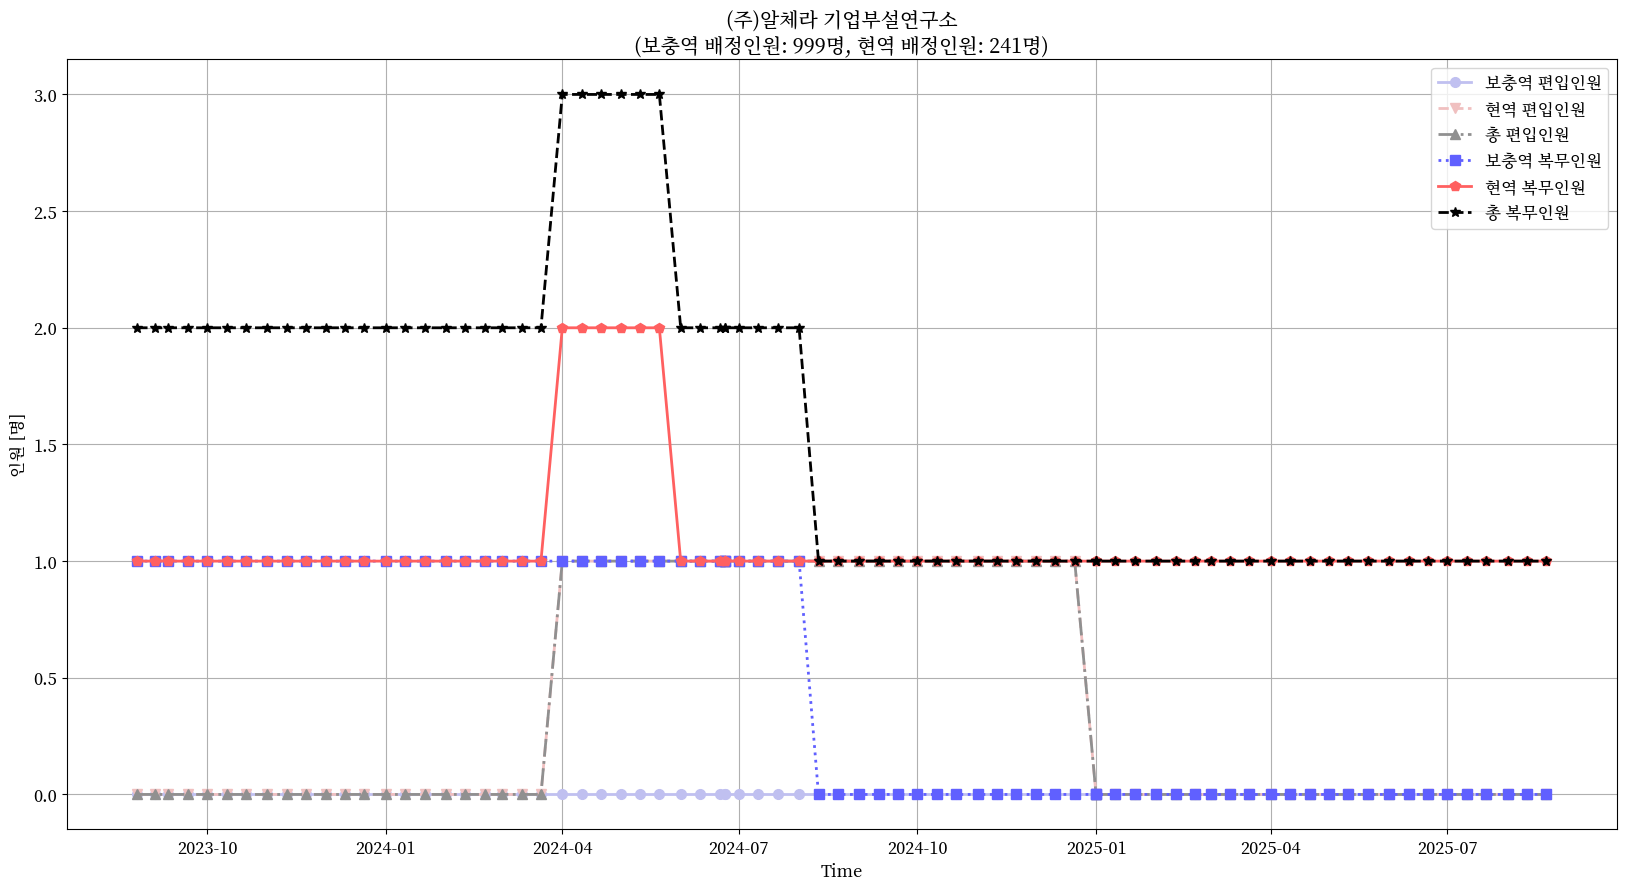 (주)알체라 기업부설연구소
(보충역 배정인원: 999명, 현역 배정인원: 241명)
보충역 편입인원
현역 편입인원
총 편입인원
보충역 복무인원
현역 복무인원
총 복무인원
3.0
2.5
2.0
1.5
1.0
0.5
0.0
인원 [명]
2023-10
2024-01
2024-04
2024-07
2024-10
2025-01
2025-04
2025-07
Time